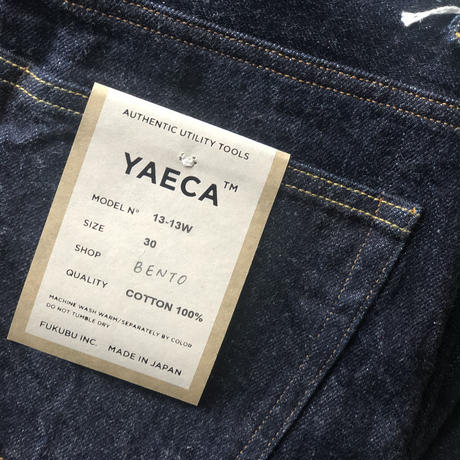 AUTHENTIC UTILITY TOOLS
YAECA™
MODEL N° 13-13W
SIZE 30
SHOP BENTO
QUALITY COTTON 100%
MACHINE WASH WARM/SEPARATELY BY COLOR
DO NOT TUMBLE DRY
FUKUBU INC. MADE IN JAPAN